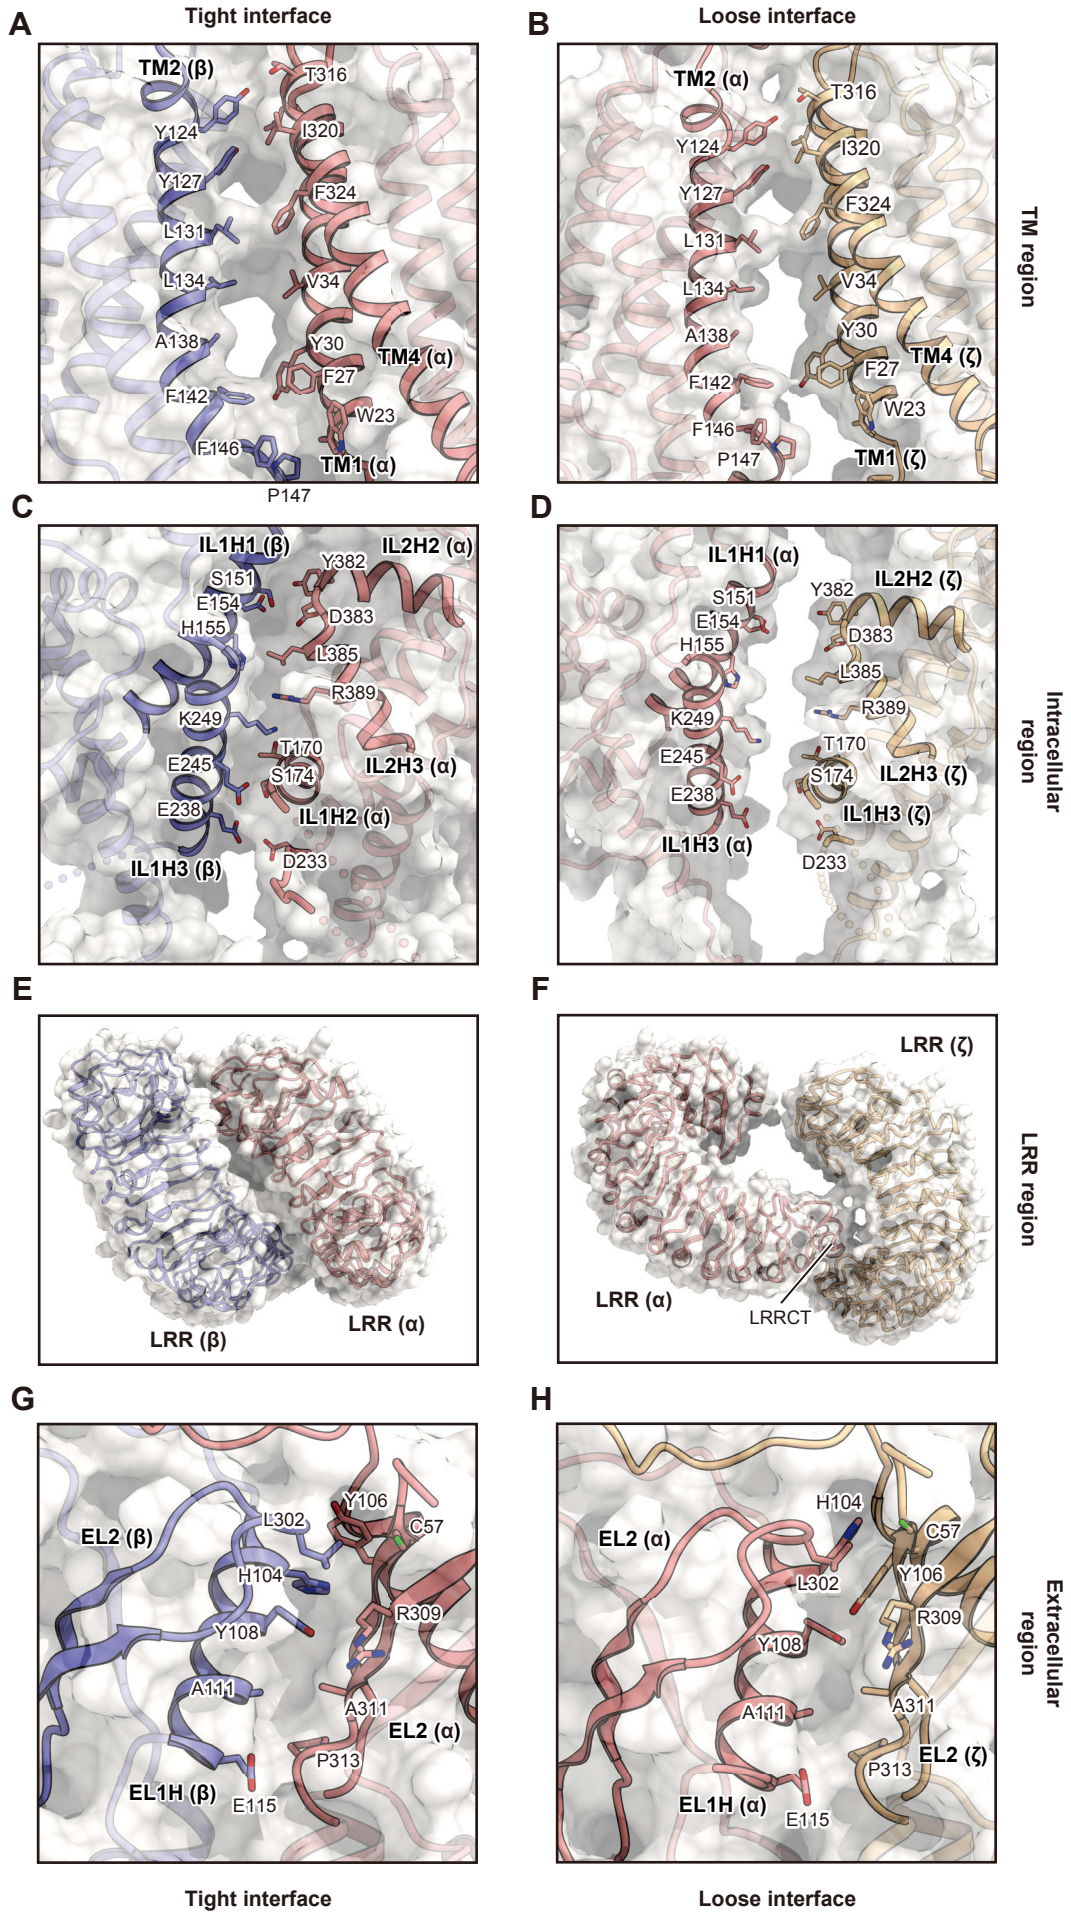 Tight interface
Loose interface
A
B
TM2 (β)
T316
Y124
I320
Y127
F324
L131
L134
V34
A138
Y30
TM4 (α)
F27
F142
W23
F146
TM1 (α)
P147
TM2 (α)
T316
Y124
I320
Y127
F324
L131
L134
V34
A138
Y30
TM4 (ζ)
F27
F142
W23
F146
P147
TM1 (ζ)
TM region
C
D
IL1H1 (β)
IL2H2 (α)
Y382
S151
E154
D383
H155
L385
R389
K249
T170
E245
S174
IL2H3 (α)
E238
IL1H2 (α)
D233
IL1H3 (β)
IL1H1 (α)
Y382
IL2H2 (ζ)
S151
E154
D383
H155
L385
R389
K249
T170
E245
S174
IL2H3 (ζ)
E238
IL1H3 (ζ)
IL1H3 (α)
D233
Intracellular
region
E
F
LRR (β)
LRR (α)
LRR (ζ)
LRR (α)
LRRCT
LRR region
G
H
Y106
L302
C57
EL2 (β)
H104
R309
Y108
A111
A311
EL2 (α)
P313
EL1H (β)
E115
H104
C57
EL2 (α)
Y106
L302
R309
Y108
A111
A311
EL2 (ζ)
P313
EL1H (α)
E115
Extracellular
region
Tight interface
Loose interface